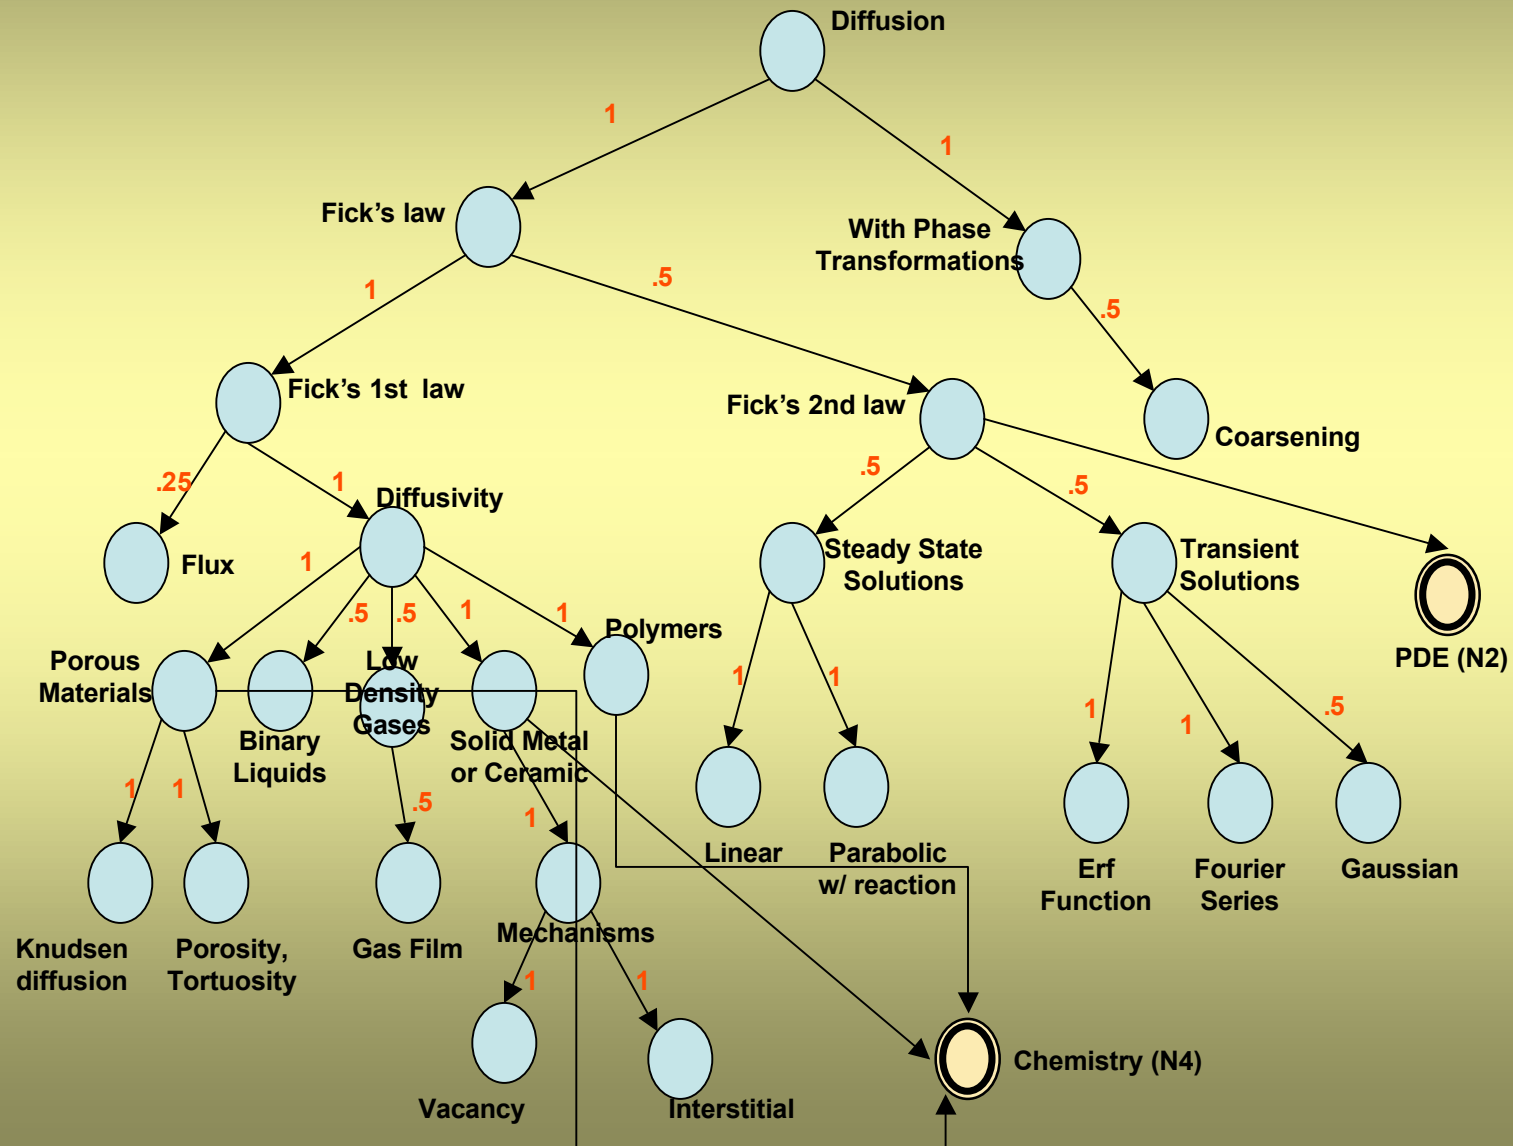 Diffusion
1
1
Fick's law
With Phase
Transformations
1
.5
.5
Fick's 1st law
Fick's 2nd law
Coarsening
.25
1
.5
.5
Diffusivity
Flux
Steady State
Solutions
Transient
Solutions
1
.5
.5
1
1
Polymers
PDE (N2)
Porous
Materials
Low
Density
Gases
Binary
Liquids
Solid Metal
or Ceramic
1
1
1
1
.5
1
1
.5
1
Linear
Parabolic
w/ reaction
Erf
Function
Fourier
Series
Gaussian
Knudsen
diffusion
Porosity,
Tortuosity
Gas Film
Mechanisms
1
1
Vacancy
Interstitial
Chemistry (N4)